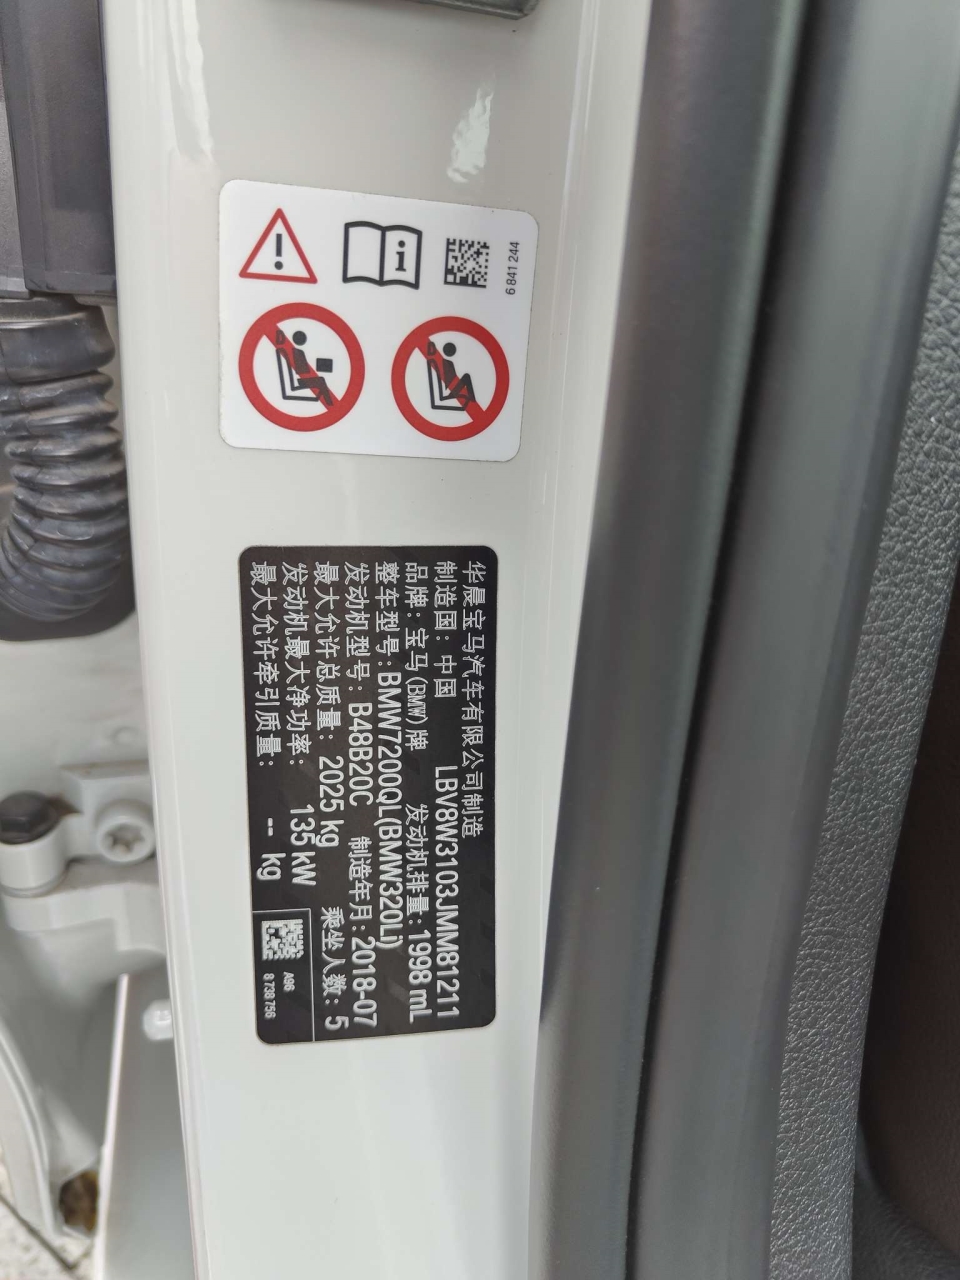 i
6 841 244
华晨宝马汽车有限公司制造
制造国：中国 LBV8W3103JMM81211
品牌：宝马(BMW)牌 发动机排量：1998 mL
整车型号：BMW7200QL(BMW320Li)
发动机型号：B48B20C 制造年月：2018-07
最大允许总质量：2025 kg 乘坐人数：5
发动机最大净功率：135 kW
最大允许牵引质量：-- kg
A96
8 738 756